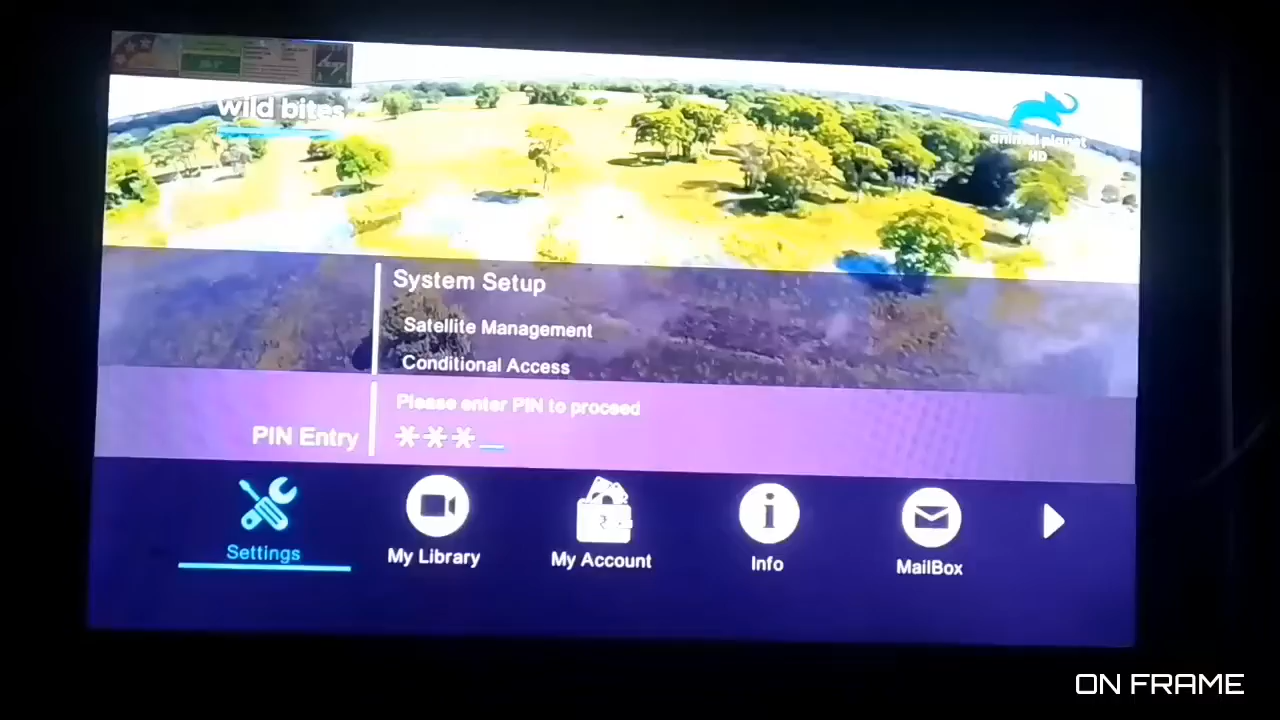 wild bites
animal planet
HD
System Setup
Satellite Management
Conditional Access
Please enter PIN to proceed
PIN Entry
***_
Settings
My Library
My Account
Info
MailBox
ON FRAME